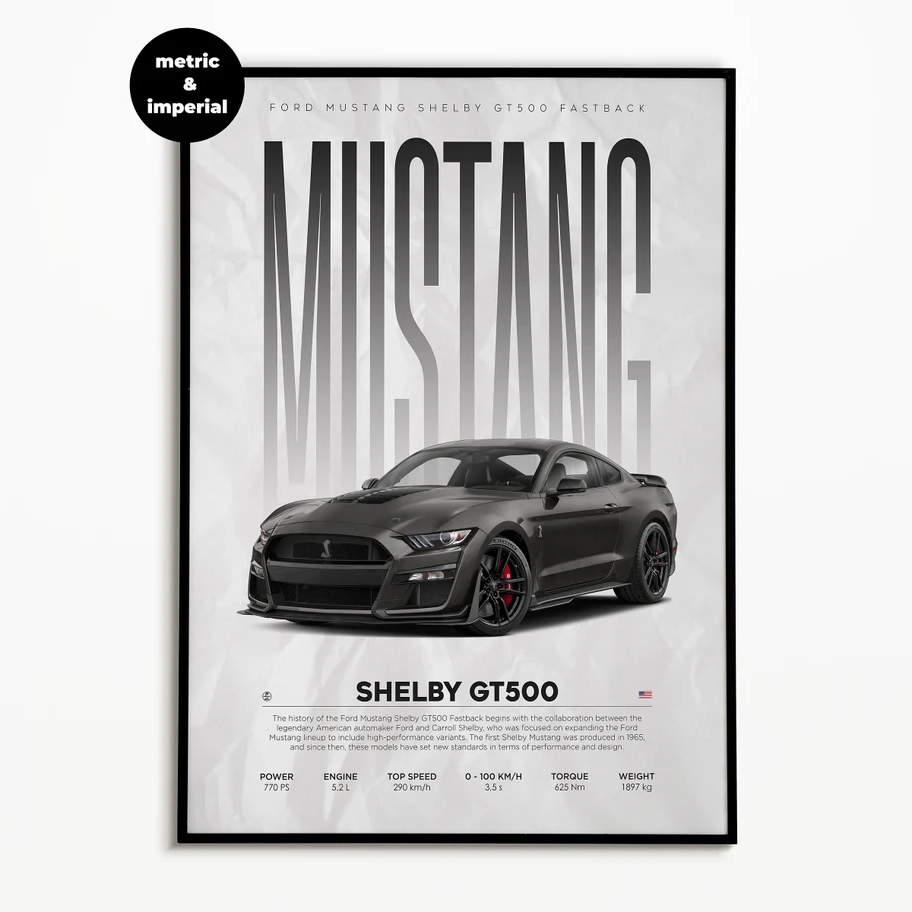 metric
&
imperial
FORD MUSTANG SHELBY GT500 FASTBACK
MUSTANG
SHELBY GT500
The history of the Ford Mustang Shelby GT500 Fastback begins with the collaboration between the
legendary American automaker Ford and Carroll Shelby, who was focused on expanding the Ford
Mustang lineup to include high-performance variants. The first Shelby Mustang was produced in 1965,
and since then, these models have set new standards in terms of performance and design.
POWER ENGINE TOP SPEED 0 - 100 KM/H TORQUE WEIGHT
770 PS 5.2 L 290 km/h 3,5 s 625 Nm 1897 kg